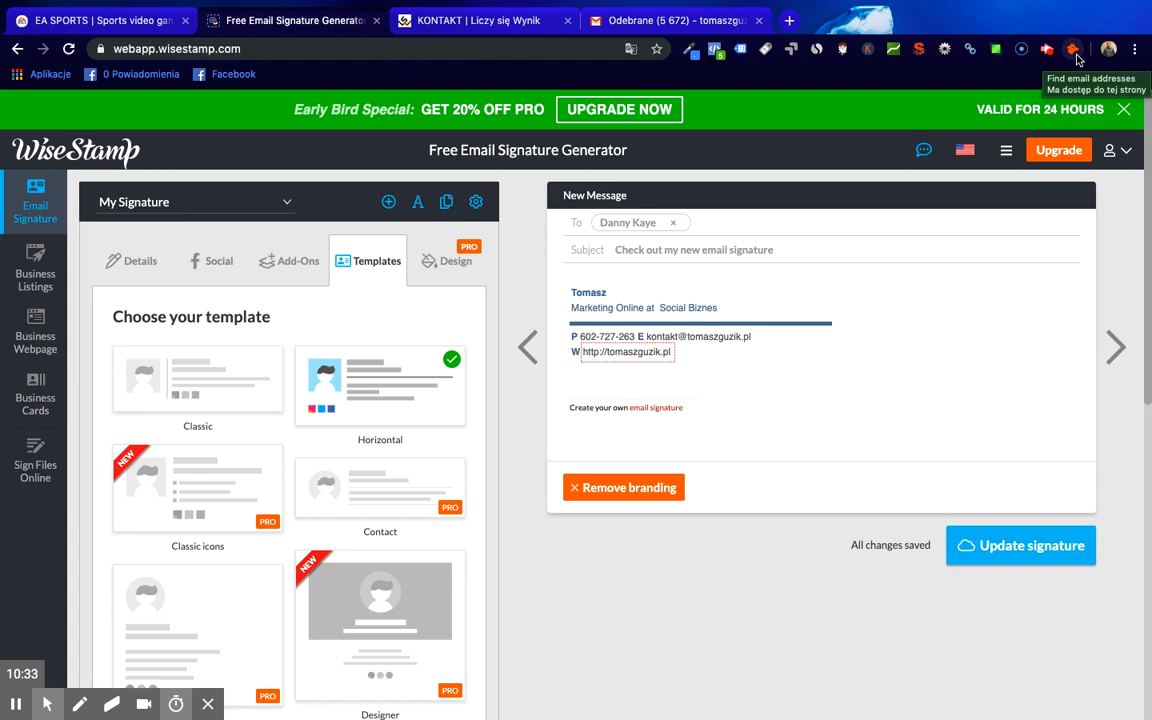 EA SPORTS | Sports video gam
Free Email Signature Generator
KONTAKT | Liczy się Wynik
Odebrane (5 672) - tomaszguz
webapp.wisestamp.com
5
Aplikacje
0 Powiadomienia
Facebook
Find email addresses
Ma dostęp do tej strony
Early Bird Special: GET 20% OFF PRO
UPGRADE NOW
VALID FOR 24 HOURS
WiseStamp
Free Email Signature Generator
Upgrade
Email
Signature
Business
Listings
Business
Webpage
Business
Cards
Sign Files
Online
My Signature
A
Details
Social
Add-Ons
Templates
PRO
Design
Choose your template
Classic
Horizontal
NEW
PRO
Classic icons
PRO
Contact
PRO
NEW
PRO
Designer
New Message
To Danny Kaye ×
Subject Check out my new email signature
Tomasz
Marketing Online at Social Biznes
P 602-727-263 E kontakt@tomaszguzik.pl
W http://tomaszguzik.pl
Create your own email signature
× Remove branding
All changes saved
Update signature
10:33